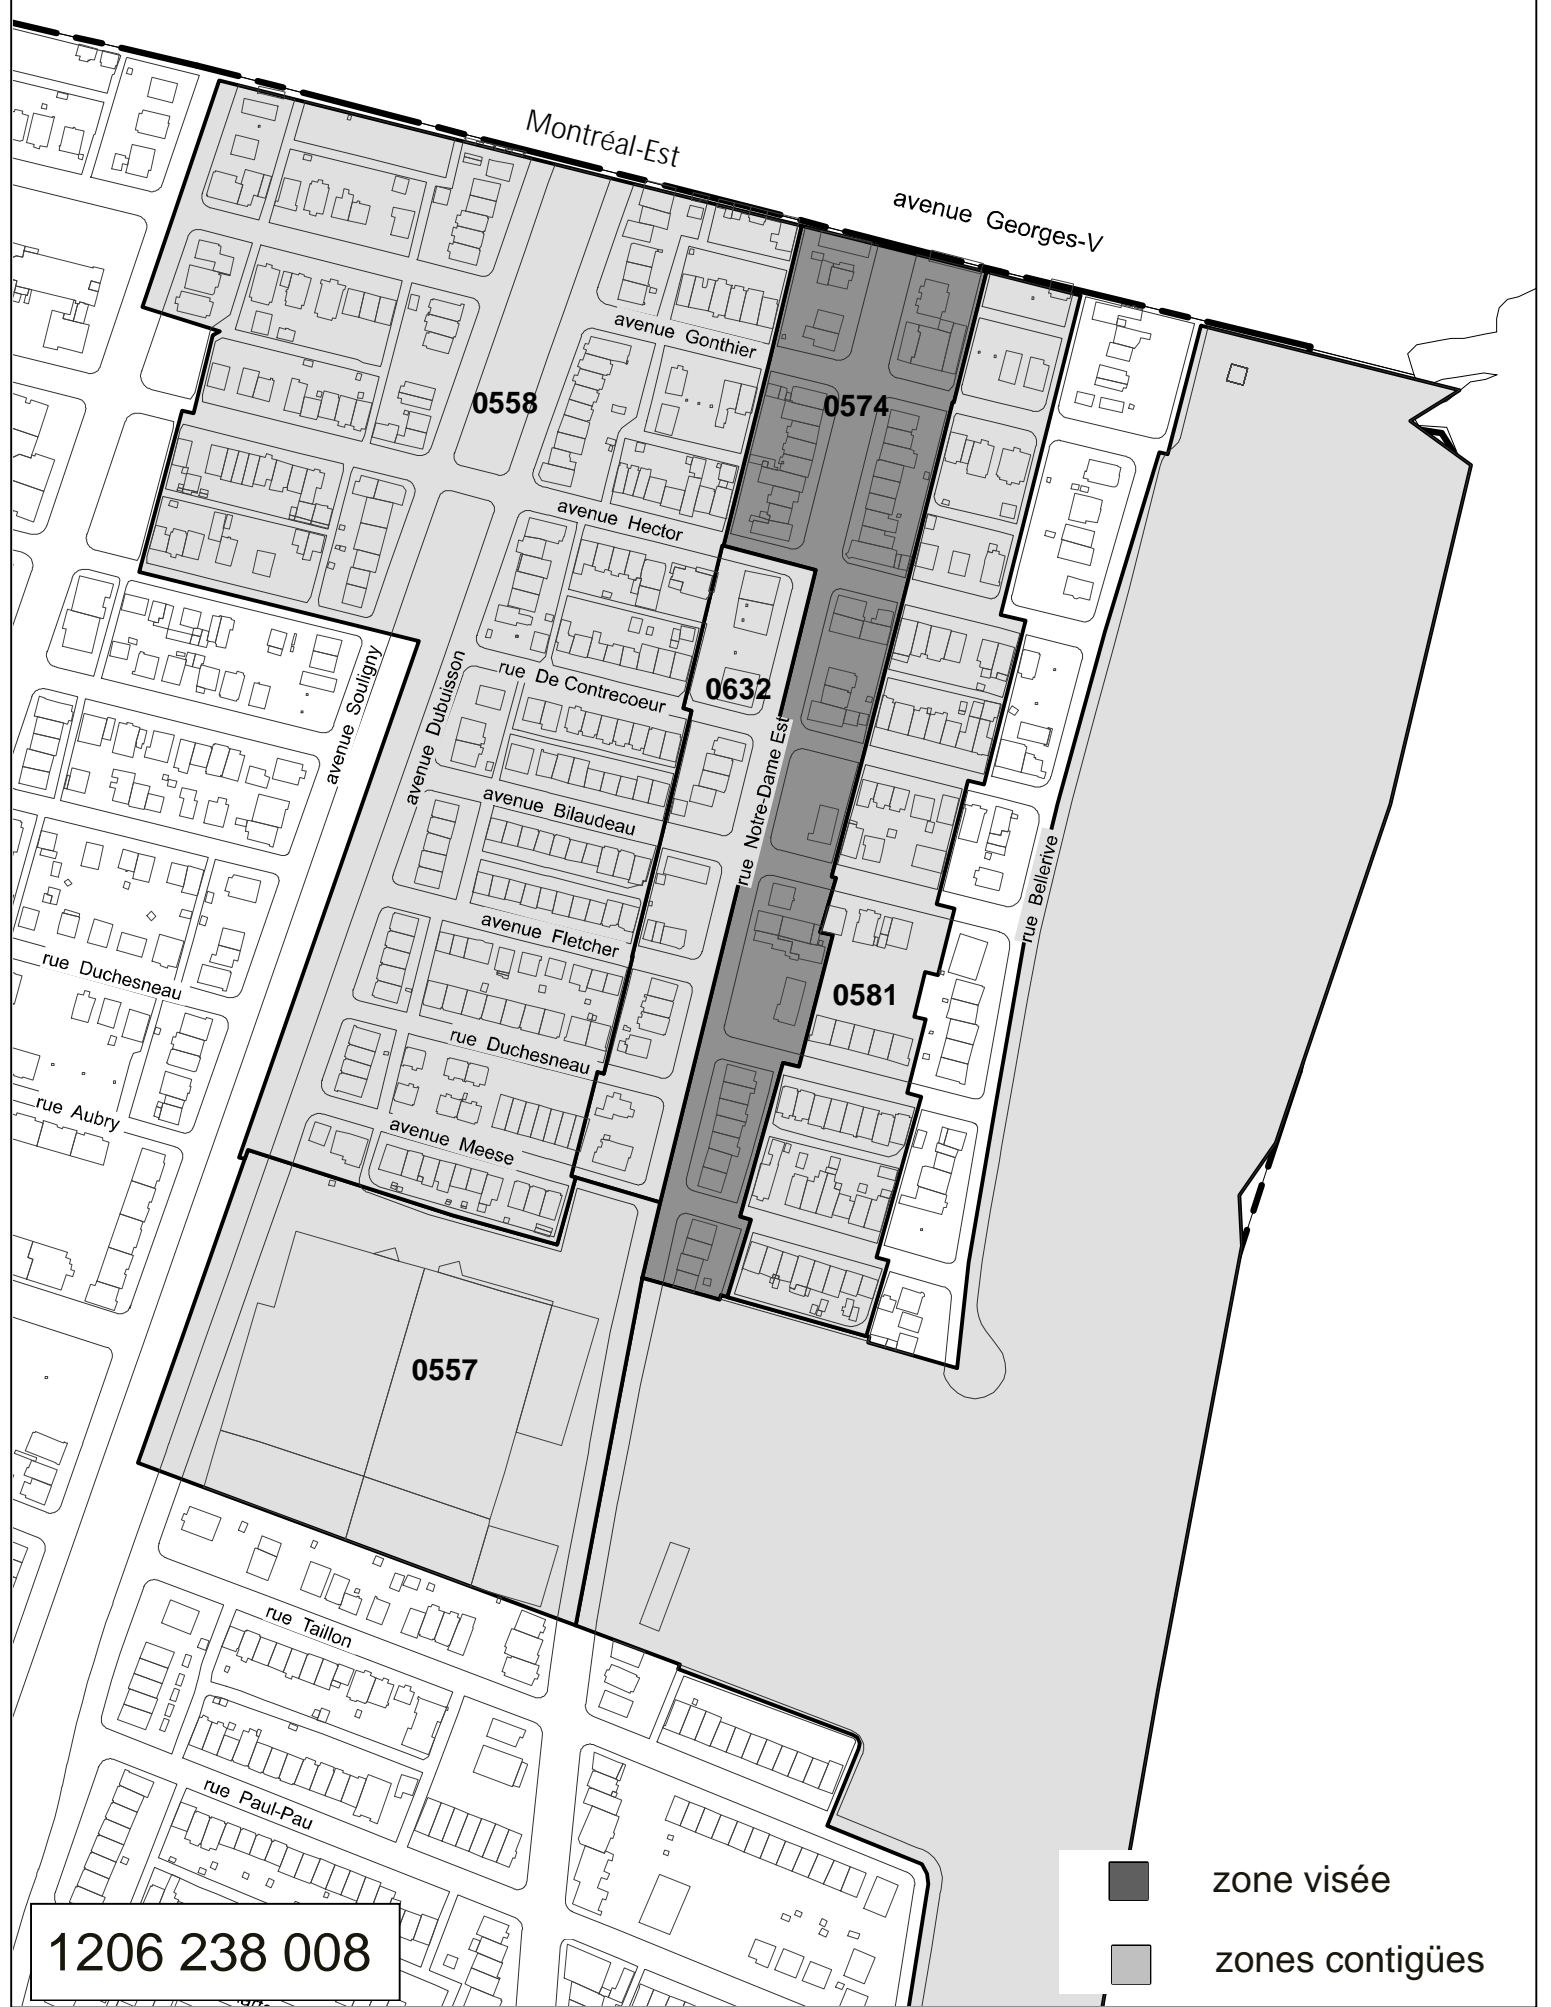 Montréal-Est
avenue Georges-V
avenue Gonthier
0558
0574
avenue Hector
rue De Contrecoeur
0632
avenue Souligny
avenue Dubuisson
rue Notre-Dame Est
avenue Bilaudeau
rue Bellerive
avenue Fletcher
rue Duchesneau
0581
rue Duchesneau
rue Aubry
avenue Meese
0557
rue Taillon
rue Paul-Pau
zone visée
1206 238 008
zones contigües